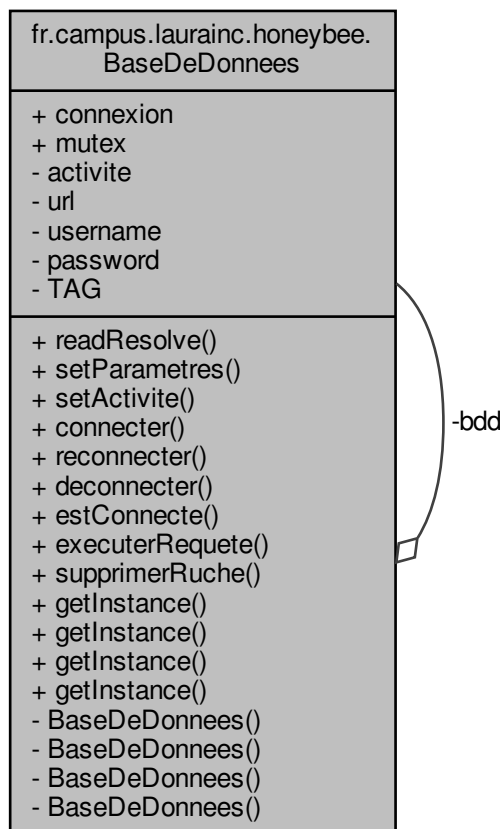 fr.campus.laurainc.honeybee.
BaseDeDonnees
+ connexion
+ mutex
- activite
- url
- username
- password
- TAG
+ readResolve()
+ setParametres()
+ setActivite()
+ connecter()
+ reconnecter()
+ deconnecter()
+ estConnecte()
+ executerRequete()
+ supprimerRuche()
+ getInstance()
+ getInstance()
+ getInstance()
+ getInstance()
- BaseDeDonnees()
- BaseDeDonnees()
- BaseDeDonnees()
- BaseDeDonnees()
-bdd